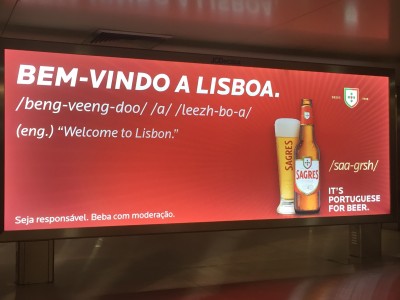 BEM-VINDO A LISBOA.
/beng-veeng-doo/ /a/ /leezh-bo-a/
(eng.) “Welcome to Lisbon.”
SAGRES
SAGRES
/saa-grsh/
IT'S
PORTUGUESE
FOR BEER.
Seja responsável. Beba com moderação.